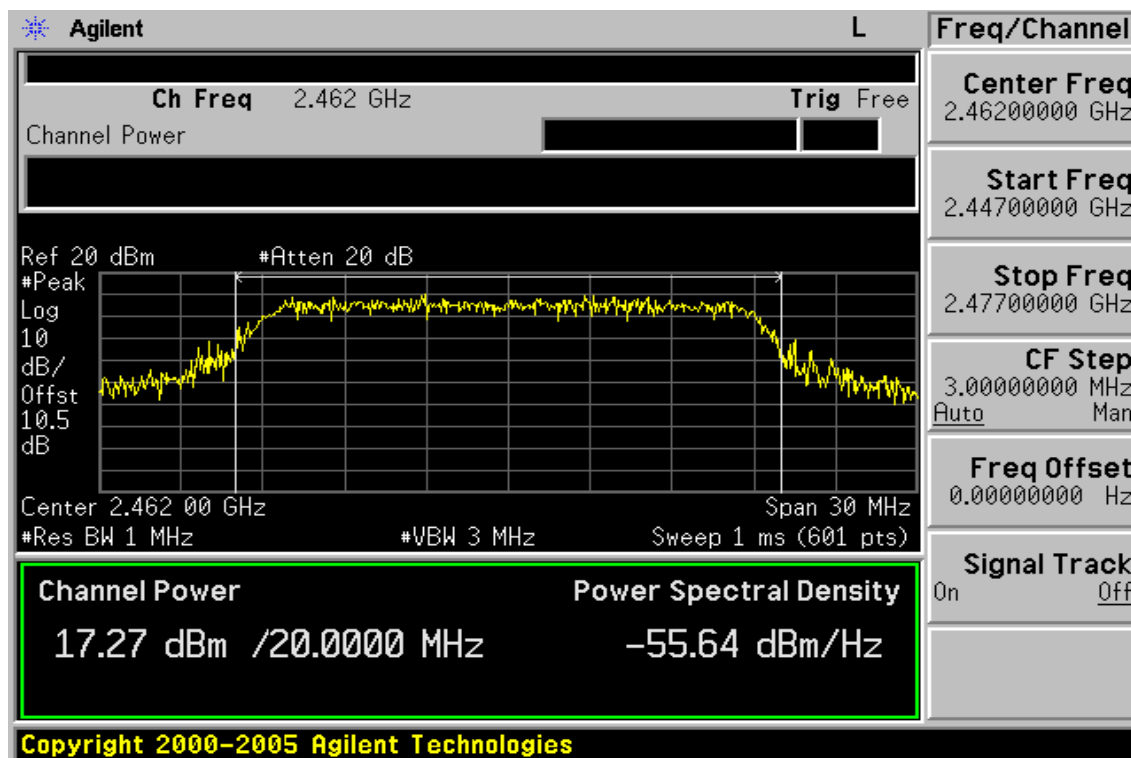 Agilent L Freq/Channel
Ch Freq 2.462 GHz Trig Free
Channel Power
Center Freq
2.46200000 GHz
Start Freq
2.44700000 GHz
Stop Freq
2.47700000 GHz
CF Step
3.00000000 MHz
Auto Man
Freq Offset
0.00000000 Hz
Signal Track
On Off
Ref 20 dBm #Atten 20 dB
#Peak
Log
10
dB/
Offst
10.5
dB
Center 2.462 00 GHz Span 30 MHz
#Res BW 1 MHz #VBW 3 MHz Sweep 1 ms (601 pts)
Channel Power Power Spectral Density
17.27 dBm /20.0000 MHz -55.64 dBm/Hz
Copyright 2000-2005 Agilent Technologies